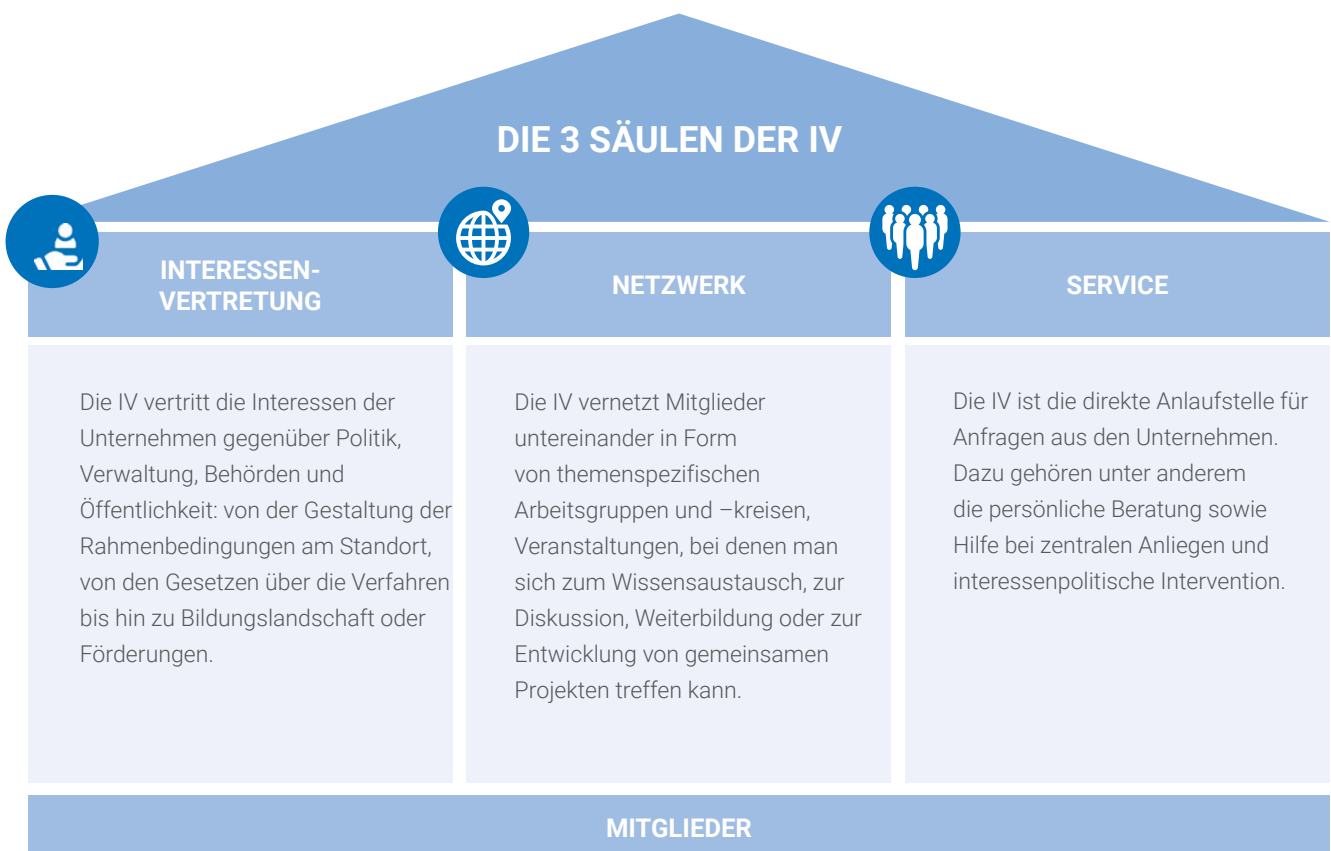 DIE 3 SÄULEN DER IV
INTERESSEN-
VERTRETUNG
Die IV vertritt die Interessen der
Unternehmen gegenüber Politik,
Verwaltung, Behörden und
Öffentlichkeit: von der Gestaltung der
Rahmenbedingungen am Standort,
von den Gesetzen über die Verfahren
bis hin zu Bildungslandschaft oder
Förderungen.
NETZWERK
Die IV vernetzt Mitglieder
untereinander in Form
von themenspezifischen
Arbeitsgruppen und –kreisen,
Veranstaltungen, bei denen man
sich zum Wissensaustausch, zur
Diskussion, Weiterbildung oder zur
Entwicklung von gemeinsamen
Projekten treffen kann.
SERVICE
Die IV ist die direkte Anlaufstelle für
Anfragen aus den Unternehmen.
Dazu gehören unter anderem
die persönliche Beratung sowie
Hilfe bei zentralen Anliegen und
interessenpolitische Intervention.
MITGLIEDER